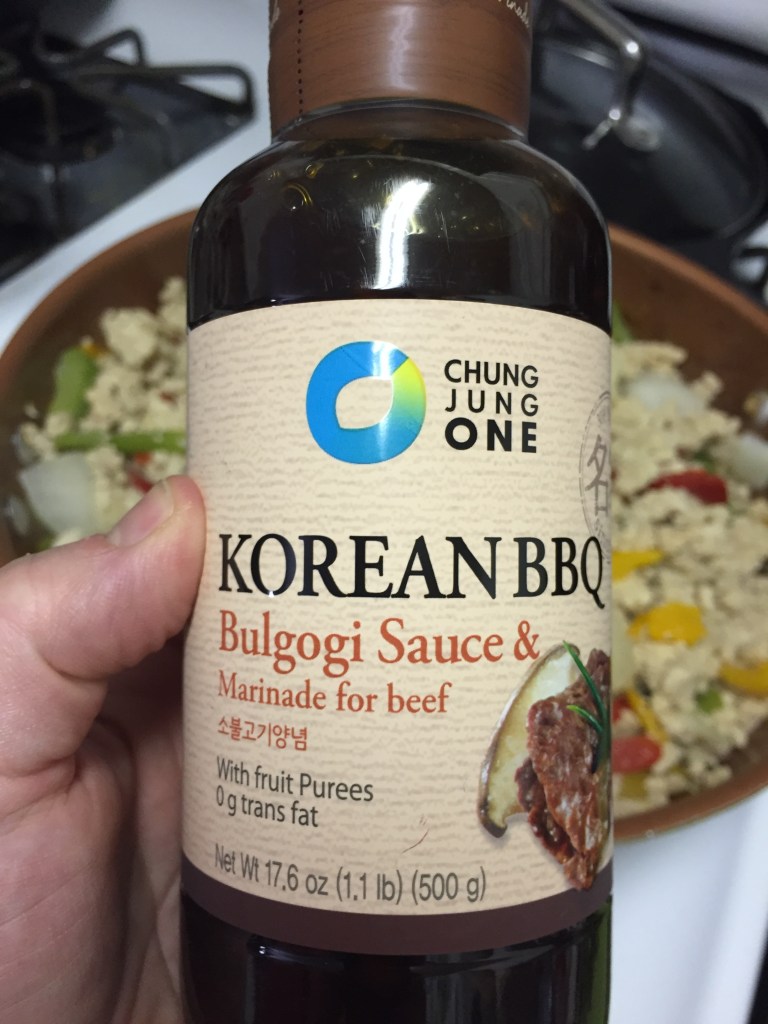 CHUNG
JUNG
ONE
名
KOREAN BBQ
Bulgogi Sauce &
Marinade for beef
소불고기양념
With fruit Purees
0 g trans fat
Net Wt 17.6 oz (1.1 lb) (500 g)